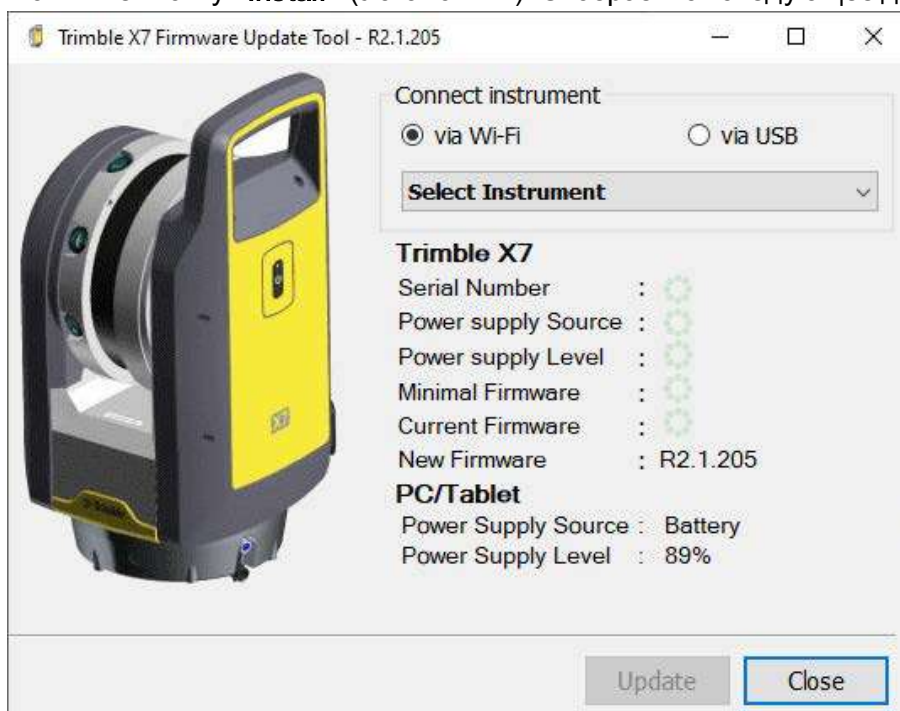 Trimble X7 Firmware Update Tool - R2.1.205
Connect instrument
via Wi-Fi
via USB
Select Instrument
Trimble X7
Serial Number :
Power supply Source :
Power supply Level :
Minimal Firmware :
Current Firmware :
New Firmware : R2.1.205
PC/Tablet
Power Supply Source : Battery
Power Supply Level : 89%
X7
Update
Close